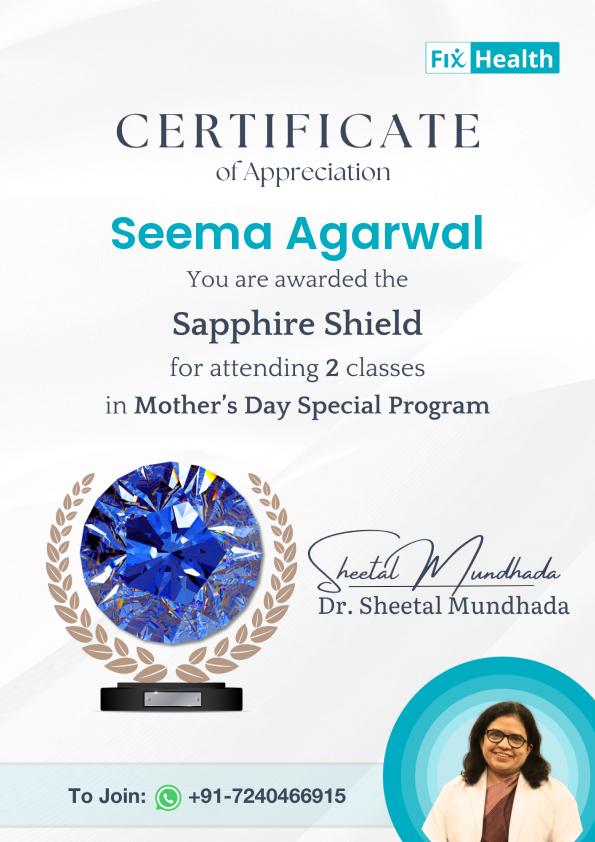 Fix Health
CERTIFICATE
of Appreciation
Seema Agarwal
You are awarded the
Sapphire Shield
for attending 2 classes
in Mother's Day Special Program
Sheetal Mundhada
Dr. Sheetal Mundhada
To Join: +91-7240466915